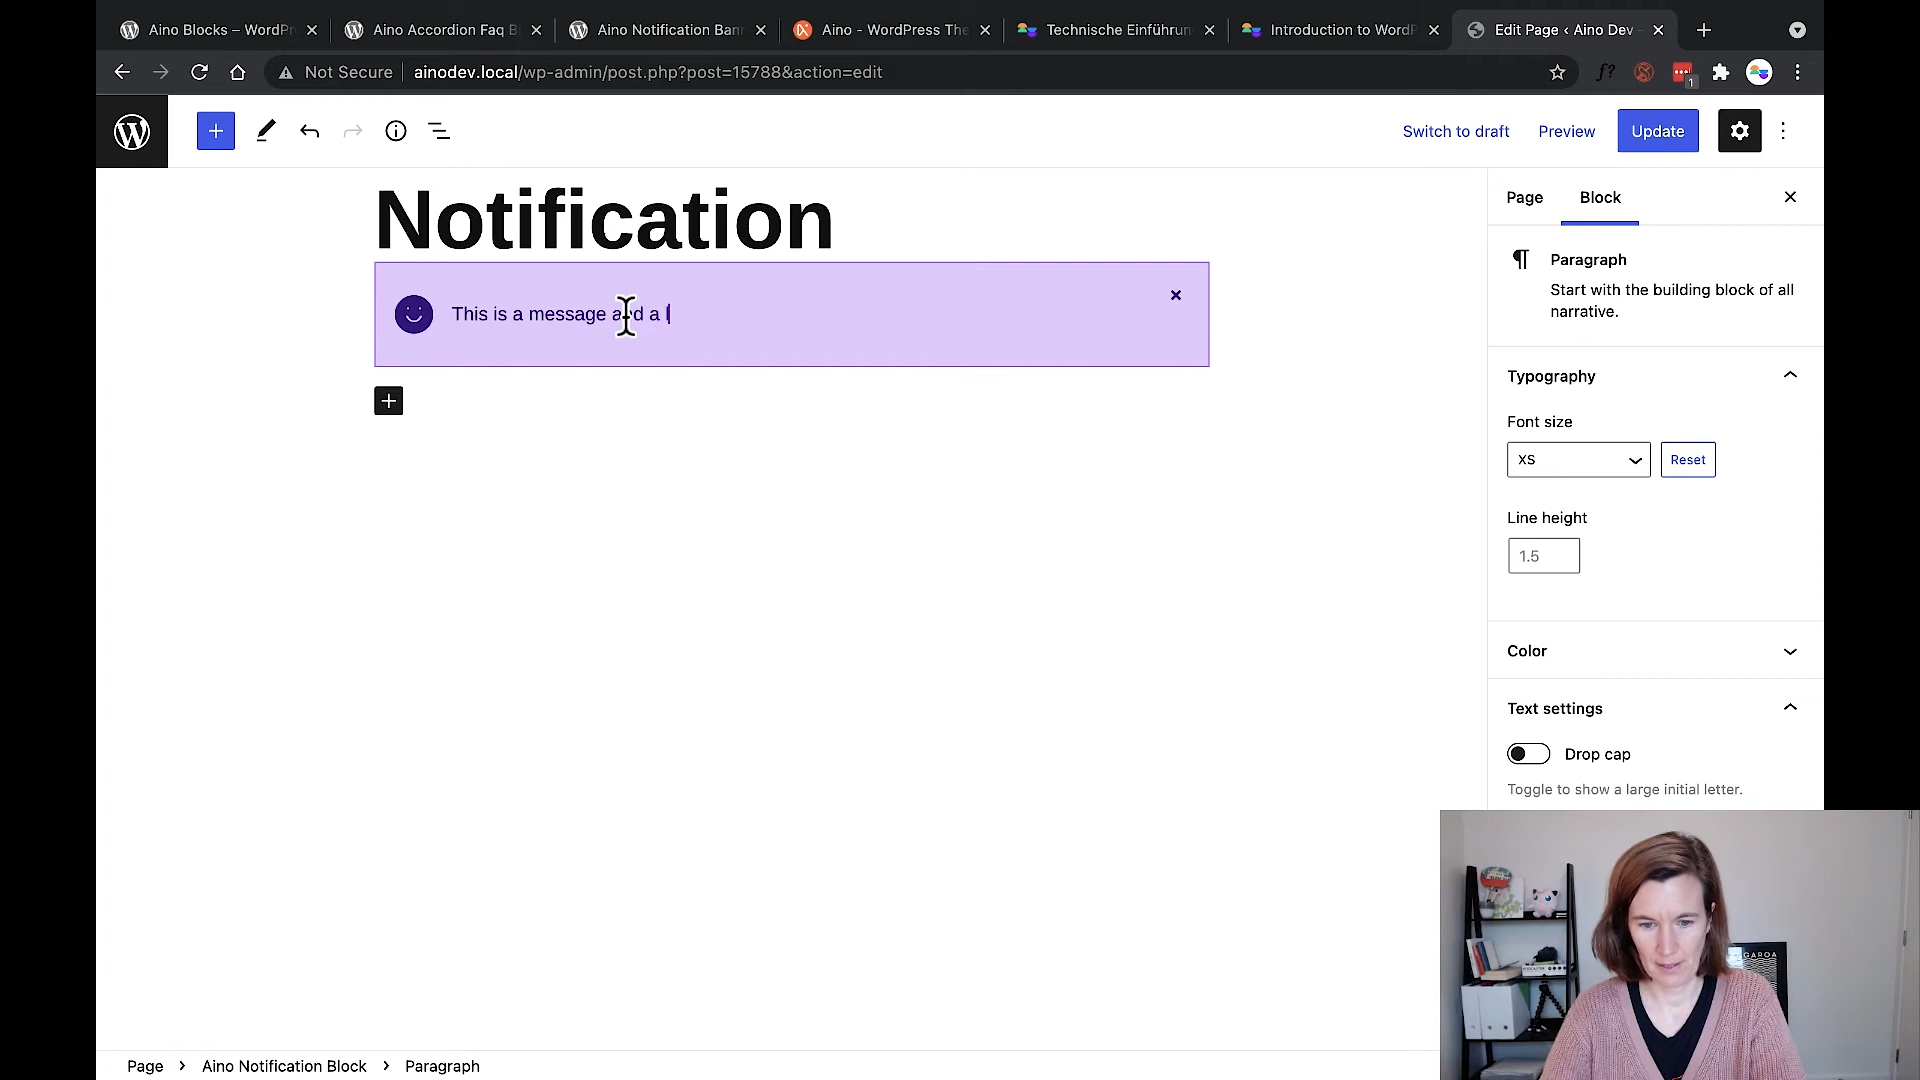 Aino Blocks – WordPr
Aino Accordion Faq B
Aino Notification Ban
Aino - WordPress The
Technische Einführun
Introduction to WordP
Edit Page ‹ Aino Dev -
Not Secure
ainodev.local/wp-admin/post.php?post=15788&action=edit
f?
1
Switch to draft
Preview
Update
Notification
Page
Block
This is a message and a l
Paragraph
Start with the building block of all
narrative.
Typography
Font size
XS
Reset
Line height
1.5
Color
Text settings
Drop cap
Toggle to show a large initial letter.
GAROA
PODCASTER
Page > Aino Notification Block > Paragraph